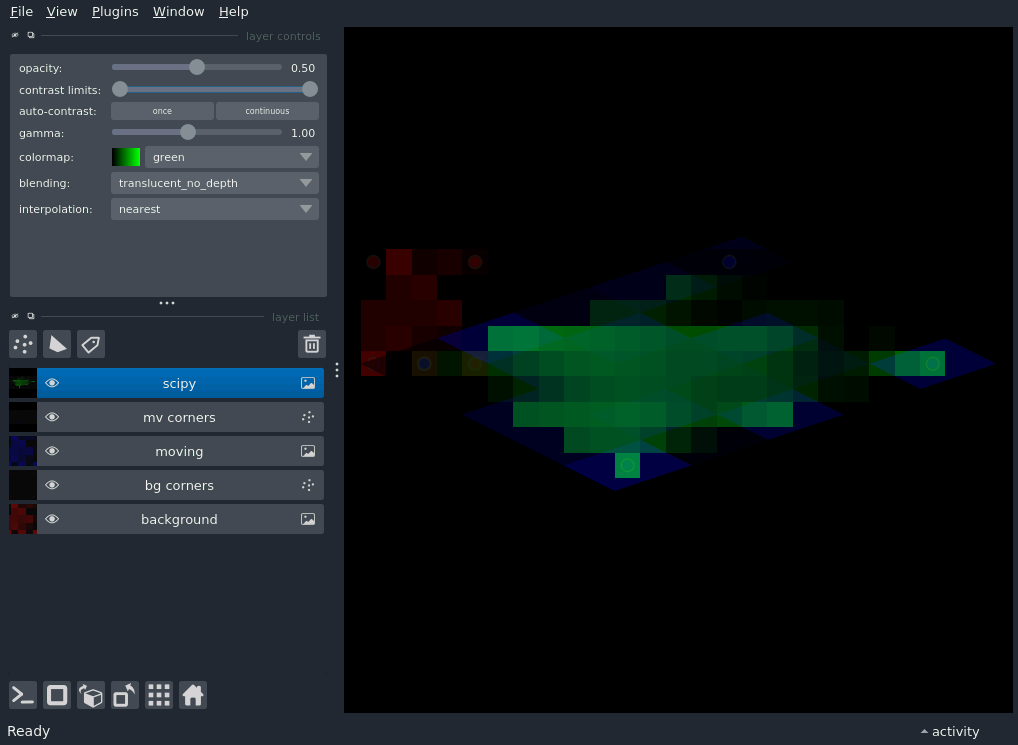 File View Plugins Window Help
layer controls
opacity: 0.50
contrast limits:
auto-contrast: once continuous
gamma: 1.00
colormap: green
blending: translucent_no_depth
interpolation: nearest
layer list
scipy
mv corners
moving
bg corners
background
Ready activity